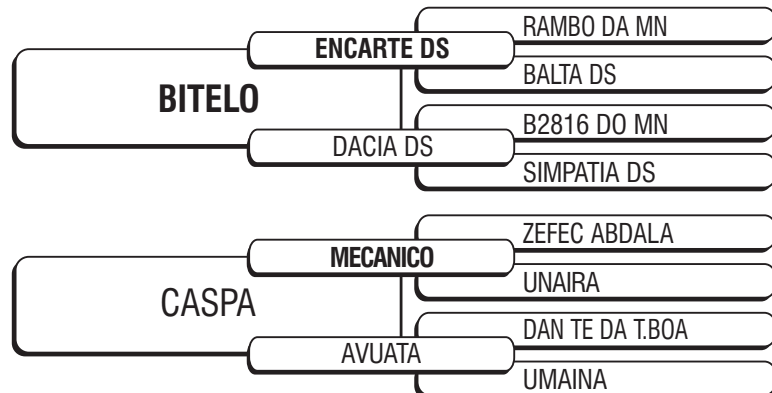 RAMBO DA MN
ENCARTE DS
BALTA DS
BITELO
B2816 DO MN
DACIA DS
SIMPATIA DS
ZEFEC ABDALA
MECANICO
UNAIRA
CASPA
DAN TE DA T.BOA
AVUATA
UMAINA